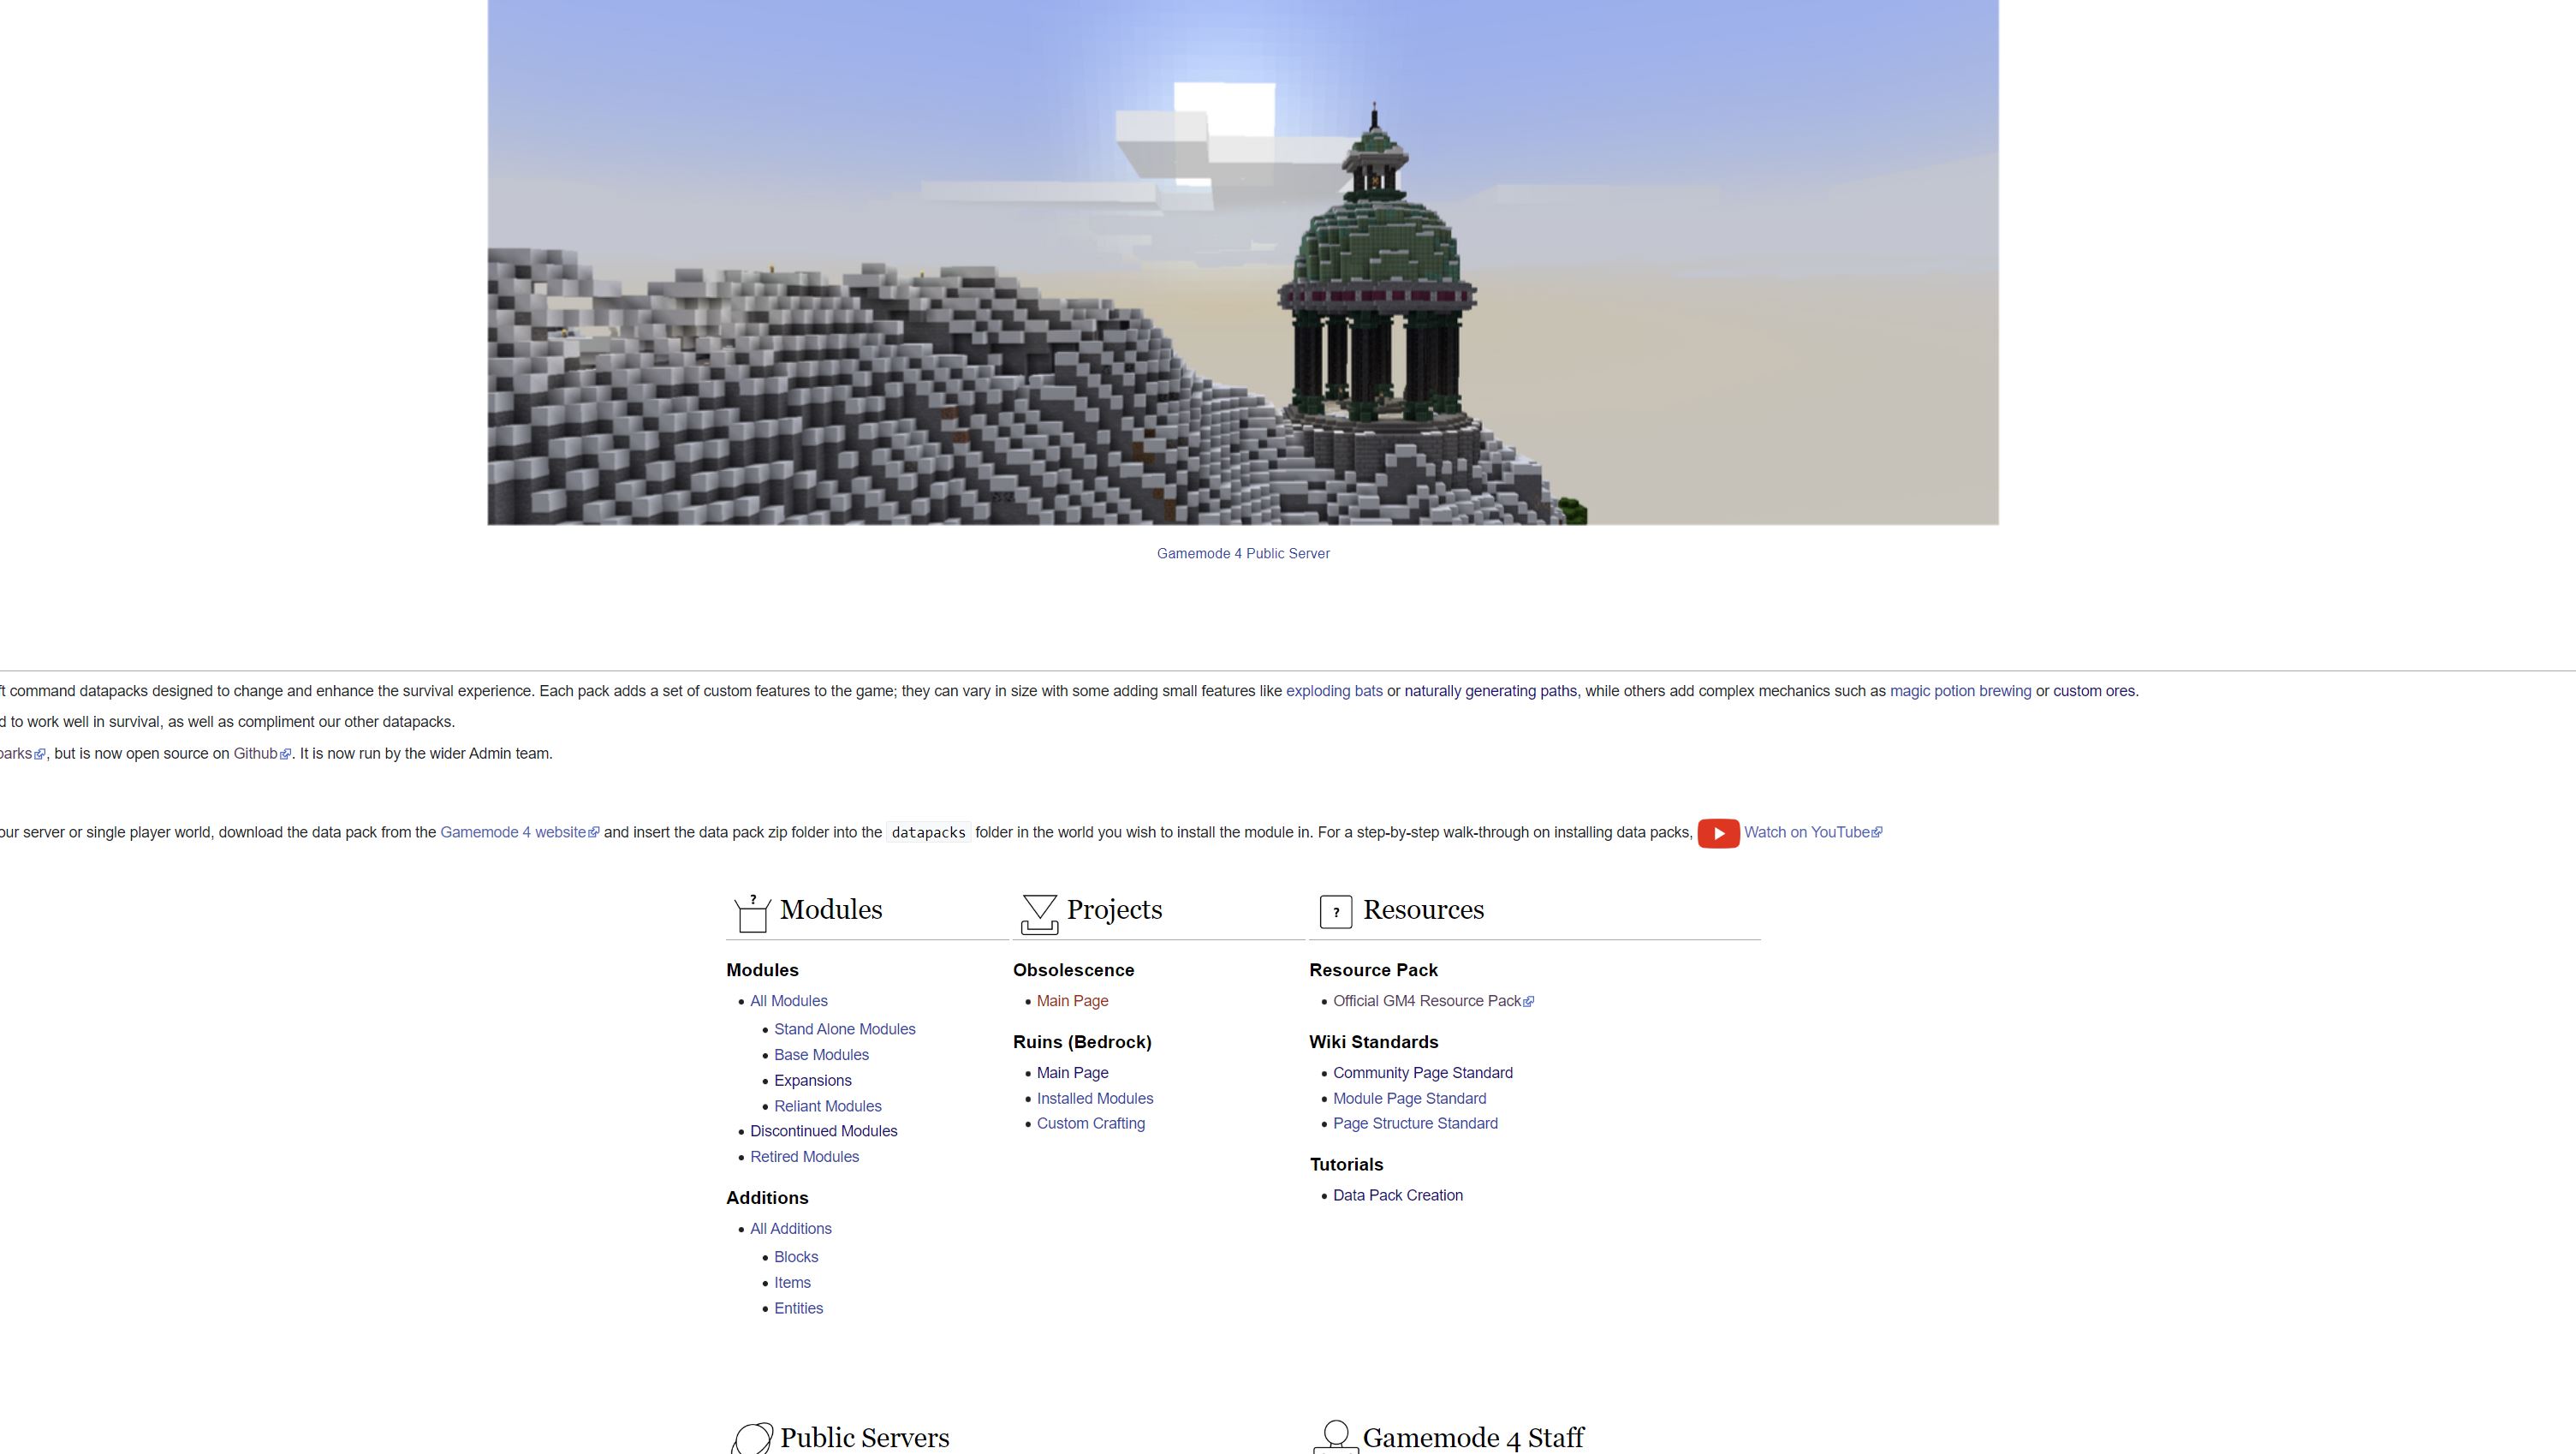 Gamemode 4 Public Server
command datapacks designed to change and enhance the survival experience. Each pack adds a set of custom features to the game; they can vary in size with some adding small features like exploding bats or naturally generating paths, while others add complex mechanics such as magic potion brewing or custom ores.
to work well in survival, as well as compliment our other datapacks.
, but is now open source on Github. It is now run by the wider Admin team.
server or single player world, download the data pack from the Gamemode 4 website and insert the data pack zip folder into the datapacks folder in the world you wish to install the module in. For a step-by-step walk-through on installing data packs, Watch on YouTube
? Modules
Projects
? Resources
Modules
• All Modules
• Stand Alone Modules
• Base Modules
• Expansions
• Reliant Modules
• Discontinued Modules
• Retired Modules
Additions
• All Additions
• Blocks
• Items
• Entities
Obsolescence
• Main Page
Ruins (Bedrock)
• Main Page
• Installed Modules
• Custom Crafting
Resource Pack
• Official GM4 Resource Pack
Wiki Standards
• Community Page Standard
• Module Page Standard
• Page Structure Standard
Tutorials
• Data Pack Creation
Public Servers
Gamemode 4 Staff